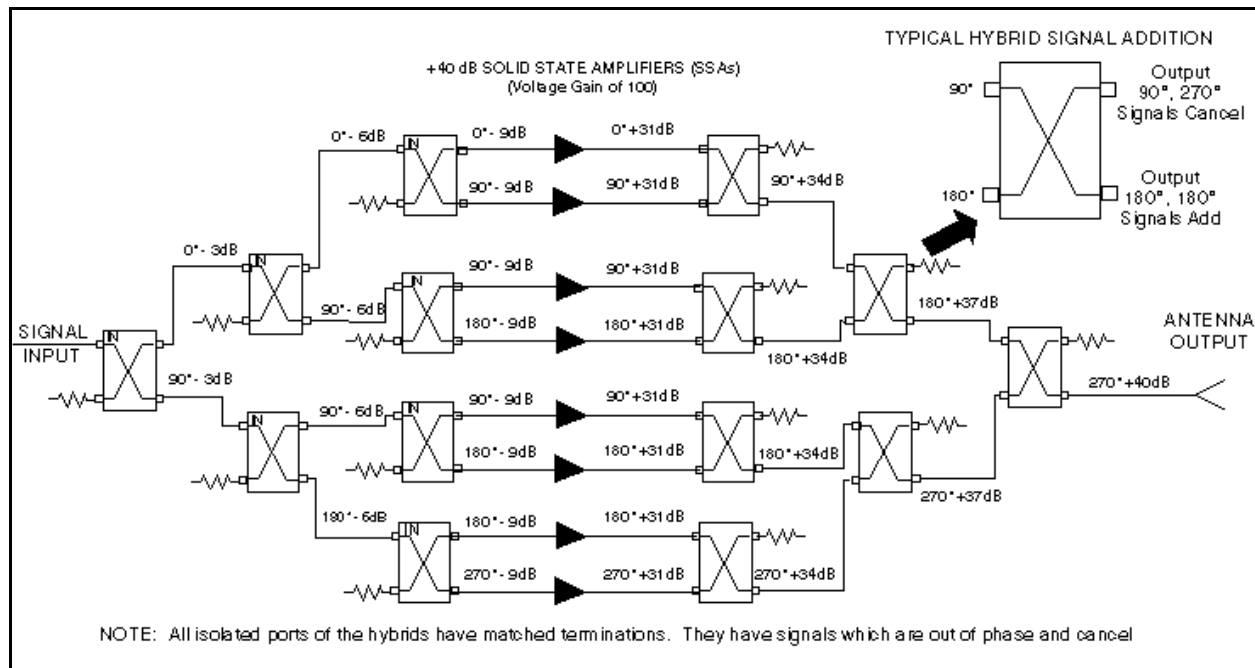 TYPICAL HYBRID SIGNAL ADDITION
+40 dB SOLID STATE AMPLIFIERS (SSAs)
(Voltage Gain of 100)
90°
Output
90°, 270°
Signals Cancel
180°
Output
180°, 180°
Signals Add
0°- 6dB
IN
0°- 9dB
0°+31dB
90°- 9dB
90°+31dB
90°+34dB
0°- 3dB
IN
90°- 6dB
IN
90°- 9dB
90°+31dB
180°- 9dB
180°+31dB
180°+34dB
180°+37dB
SIGNAL
INPUT
IN
90°- 3dB
ANTENNA
OUTPUT
270°+40dB
IN
90°- 6dB
IN
90°- 9dB
90°+31dB
180°- 9dB
180°+31dB
180°+34dB
270°+37dB
180°- 6dB
IN
180°- 9dB
180°+31dB
270°- 9dB
270°+31dB
270°+34dB
NOTE: All isolated ports of the hybrids have matched terminations. They have signals which are out of phase and cancel